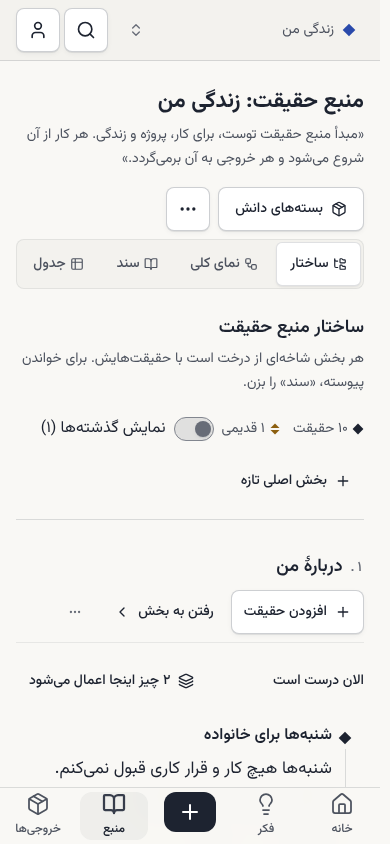 زندگی من
منبع حقیقت: زندگی من
«مبدأ منبع حقیقت توست، برای کار، پروژه و زندگی. هر کار از آن
شروع می‌شود و هر خروجی به آن برمی‌گردد.»
بسته‌های دانش
...
ساختار
نمای کلی
سند
جدول
ساختار منبع حقیقت
هر بخش شاخه‌ای از درخت است با حقیقت‌هایش. برای خواندن
پیوسته، «سند» را بزن.
۱۰ حقیقت
۱ قدیمی
نمایش گذشته‌ها (۱)
بخش اصلی تازه
۱. دربارهٔ من
افزودن حقیقت
رفتن به بخش
...
الان درست است
۲ چیز اینجا اعمال می‌شود
شنبه‌ها برای خانواده
شنبه‌ها هیچ کار و قرار کاری قبول نمی‌کنم.
خانه
فکر
منبع
خروجی‌ها